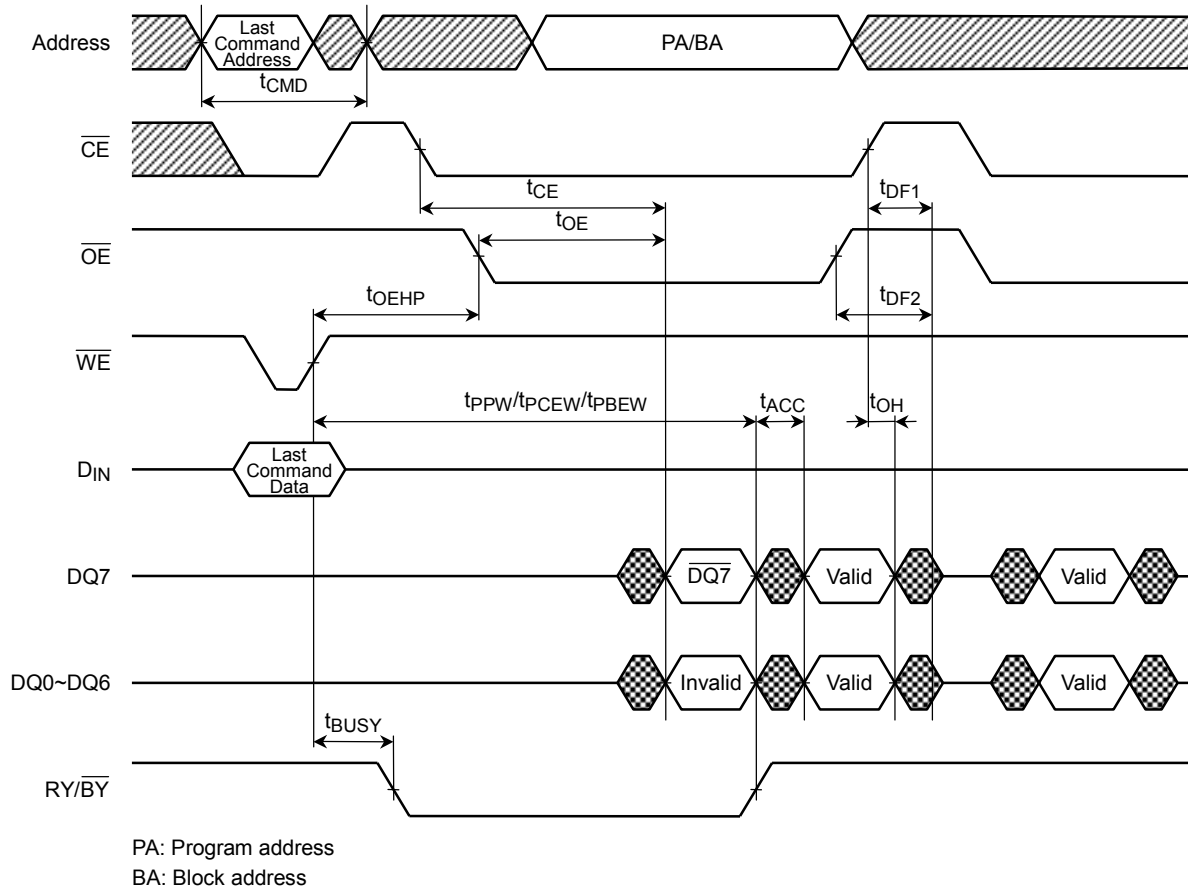 Address
Last
Command
Address
PA/BA
tCMD
CE
tCE
tDF1
tOE
OE
tOEHP
tDF2
WE
tPPW/tPCEW/tPBEW
tACC
tOH
DIN
Last
Command
Data
DQ7
DQ7
Valid
Valid
DQ0~DQ6
Invalid
Valid
Valid
tBUSY
RY/BY
PA: Program address
BA: Block address